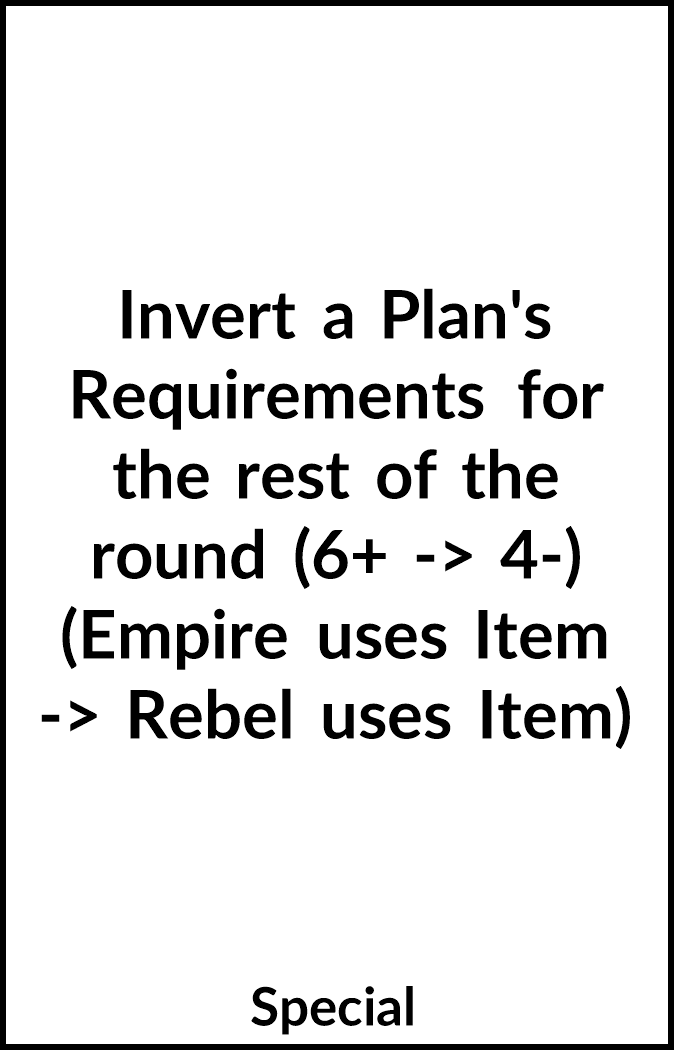 Invert a Plan's
Requirements for
the rest of the
round (6+ -> 4-)
(Empire uses Item
-> Rebel uses Item)
Special